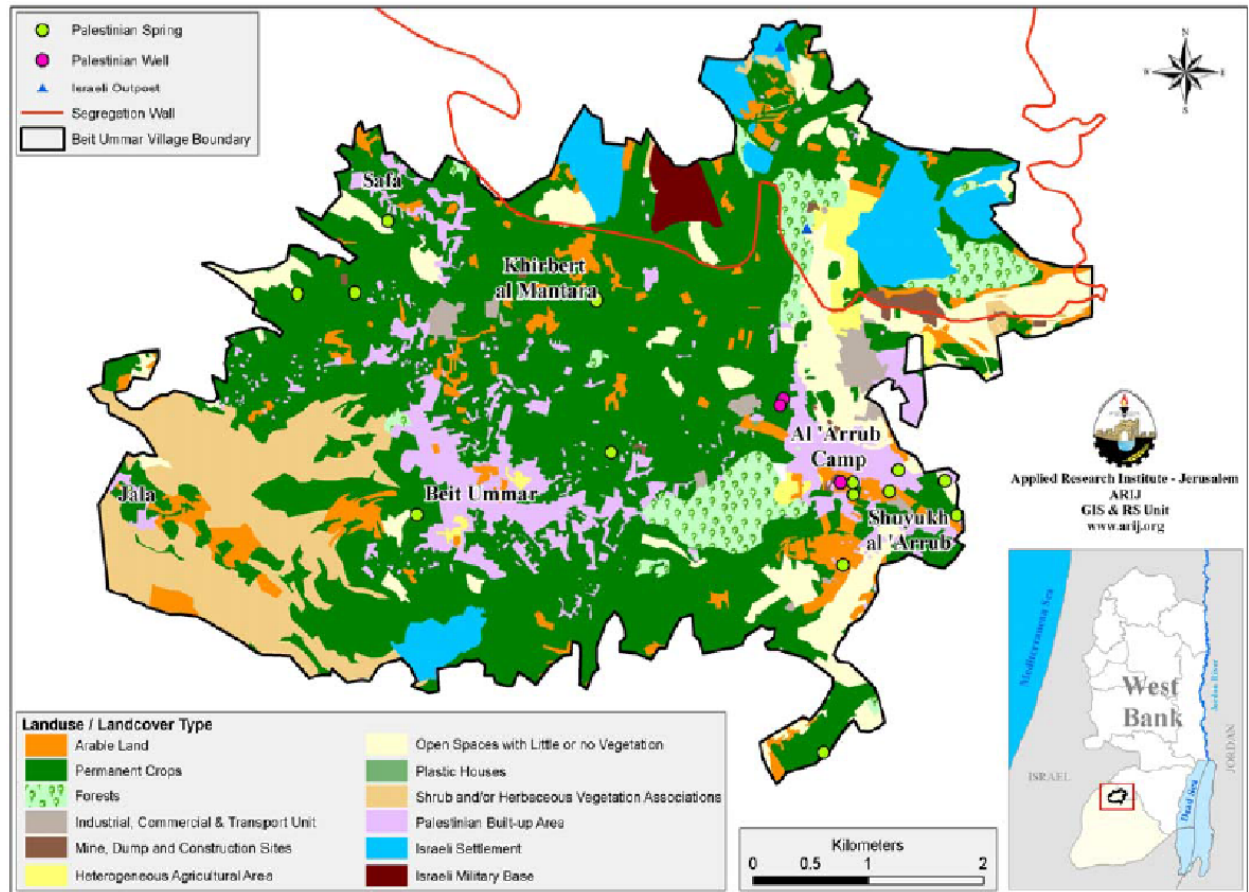 Palestinian Spring
Palestinian Well
Israeli Outpost
Segregation Wall
Beit Ummar Village Boundary
N
W
E
S
Safa
Khirbert
al Mantara
Al 'Arrub
Camp
Jala
Beit Ummar
Shuyukh
al 'Arrub
Applied Research Institute - Jerusalem
ARIJ
GIS & RS Unit
www.arij.org
Mediterranean Sea
West
Bank
Jordan River
JORDAN
ISRAEL
Dead Sea
Landuse / Landcover Type
Arable Land
Permanent Crops
Forests
Industrial, Commercial & Transport Unit
Mine, Dump and Construction Sites
Heterogeneous Agricultural Area
Open Spaces with Little or no Vegetation
Plastic Houses
Shrub and/or Herbaceous Vegetation Associations
Palestinian Built-up Area
Israeli Settlement
Israeli Military Base
Kilometers
0 0.5 1 2